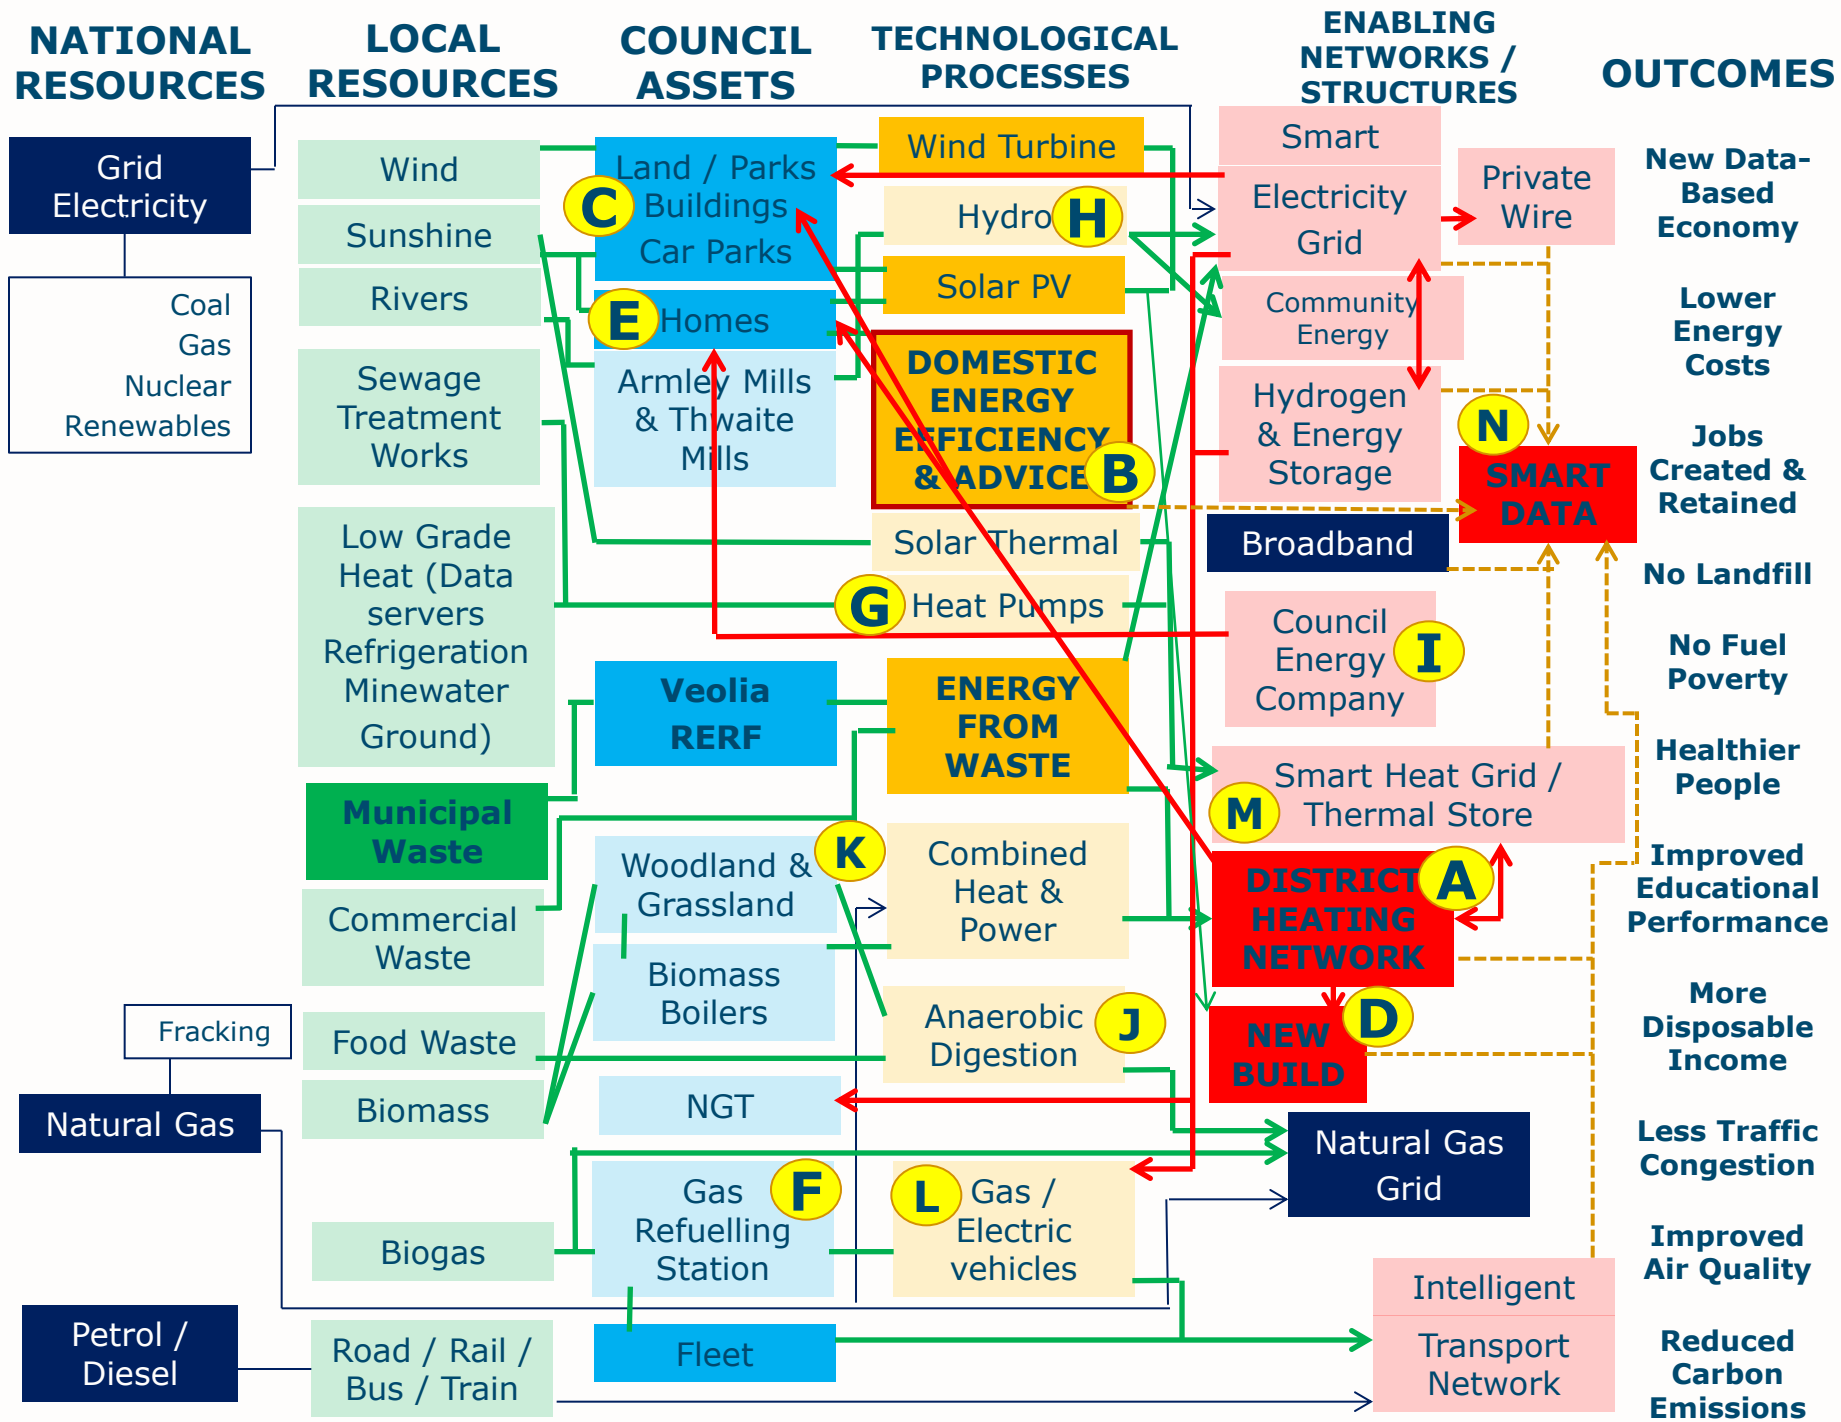 NATIONAL
RESOURCES
LOCAL
RESOURCES
COUNCIL
ASSETS
TECHNOLOGICAL
PROCESSES
ENABLING
NETWORKS /
STRUCTURES
OUTCOMES
Grid
Electricity
Coal
Gas
Nuclear
Renewables
Fracking
Natural Gas
Petrol /
Diesel
Wind
Sunshine
Rivers
Sewage
Treatment
Works
Low Grade
Heat (Data
servers
Refrigeration
Minewater
Ground)
Municipal
Waste
Commercial
Waste
Food Waste
Biomass
Biogas
Road / Rail /
Bus / Train
Land / Parks
C
Buildings
Car Parks
E
Homes
Armley Mills
& Thwaite
Mills
Veolia
RERF
K
Woodland &
Grassland
Biomass
Boilers
NGT
Gas
F
Refuelling
Station
Fleet
Wind Turbine
Hydro
H
Solar PV
DOMESTIC
ENERGY
EFFICIENCY
& ADVICE
B
Solar Thermal
G
Heat Pumps
ENERGY
FROM
WASTE
Combined
Heat &
Power
Anaerobic
Digestion
J
L
Gas /
Electric
vehicles
Smart
Electricity
Grid
Private
Wire
Community
Energy
Hydrogen
& Energy
Storage
N
SMART
DATA
Broadband
Council
Energy
Company
I
Smart Heat Grid /
Thermal Store
M
DISTRICT
HEATING
NETWORK
A
NEW
BUILD
D
Natural Gas
Grid
Intelligent
Transport
Network
New Data-
Based
Economy
Lower
Energy
Costs
Jobs
Created &
Retained
No Landfill
No Fuel
Poverty
Healthier
People
Improved
Educational
Performance
More
Disposable
Income
Less Traffic
Congestion
Improved
Air Quality
Reduced
Carbon
Emissions